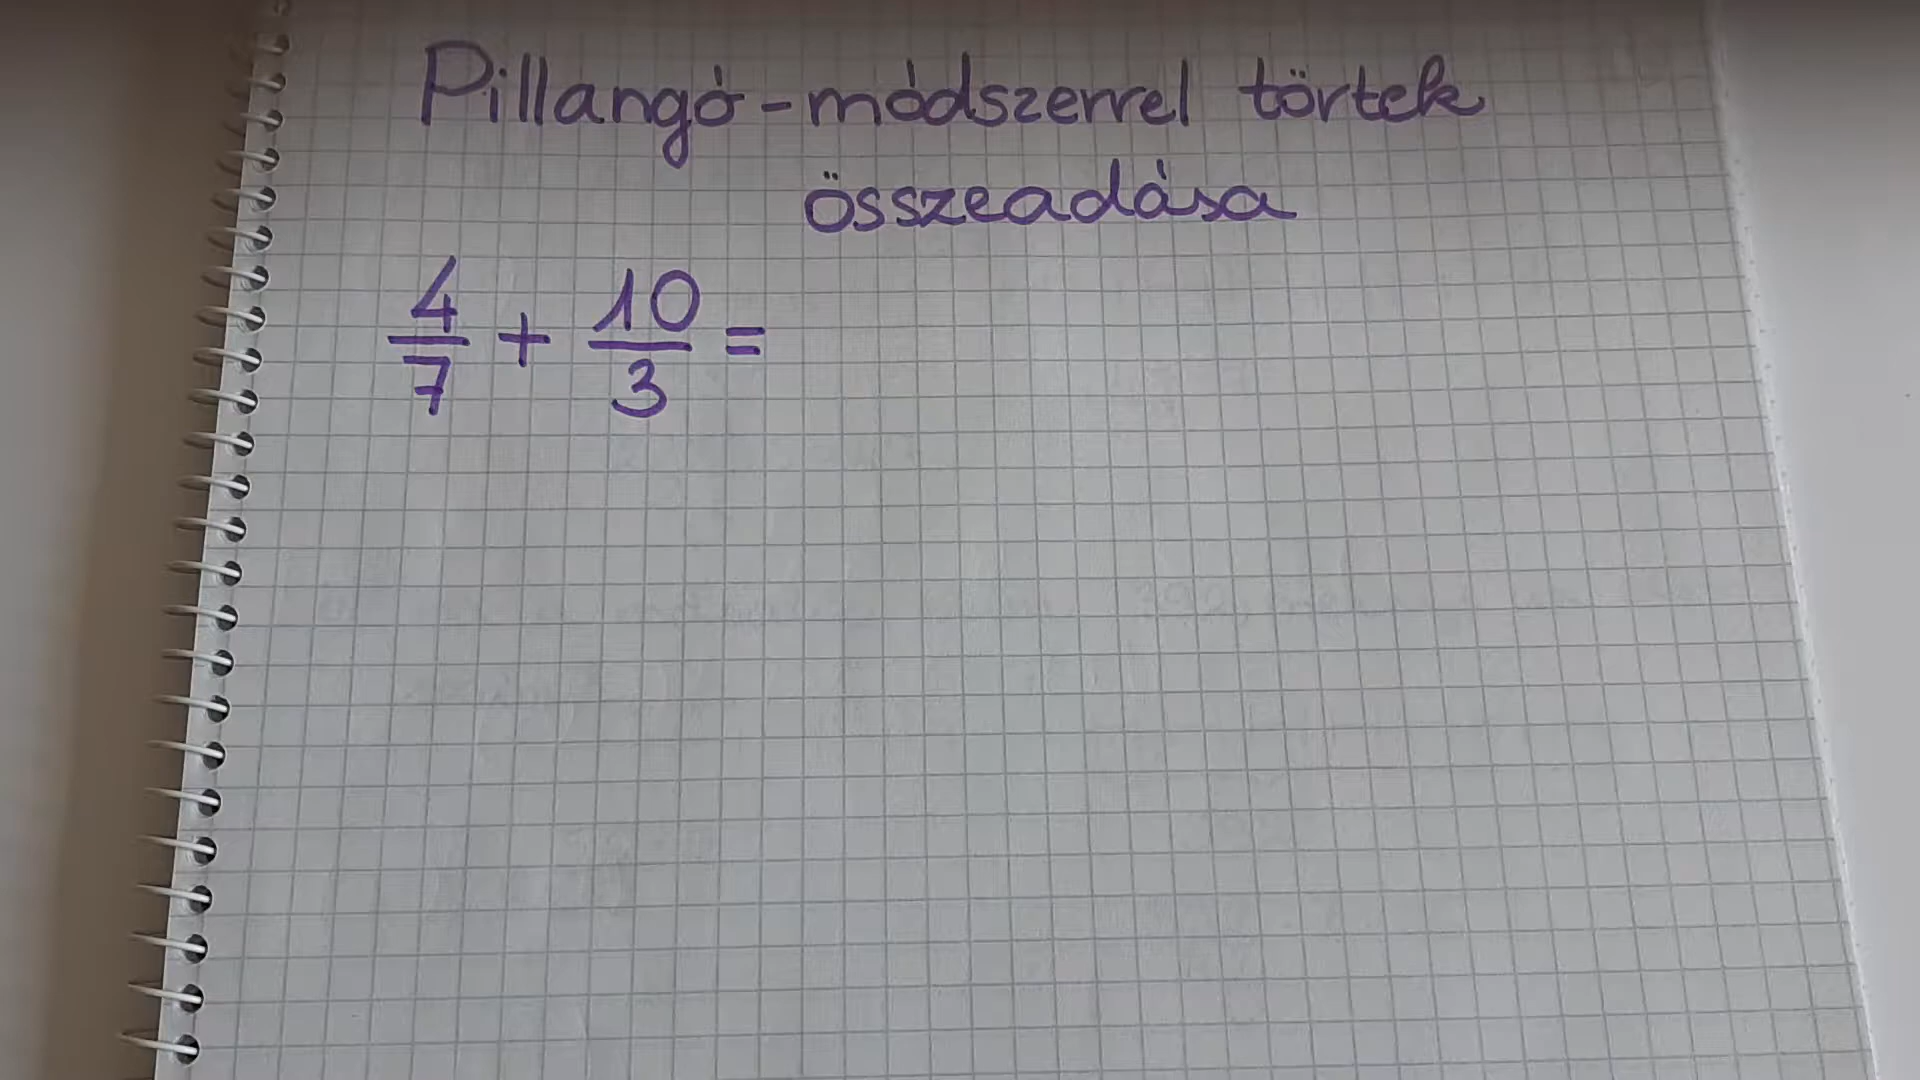 Pillangó-módszerrel törtek
összeadása
4/7 + 10/3 =